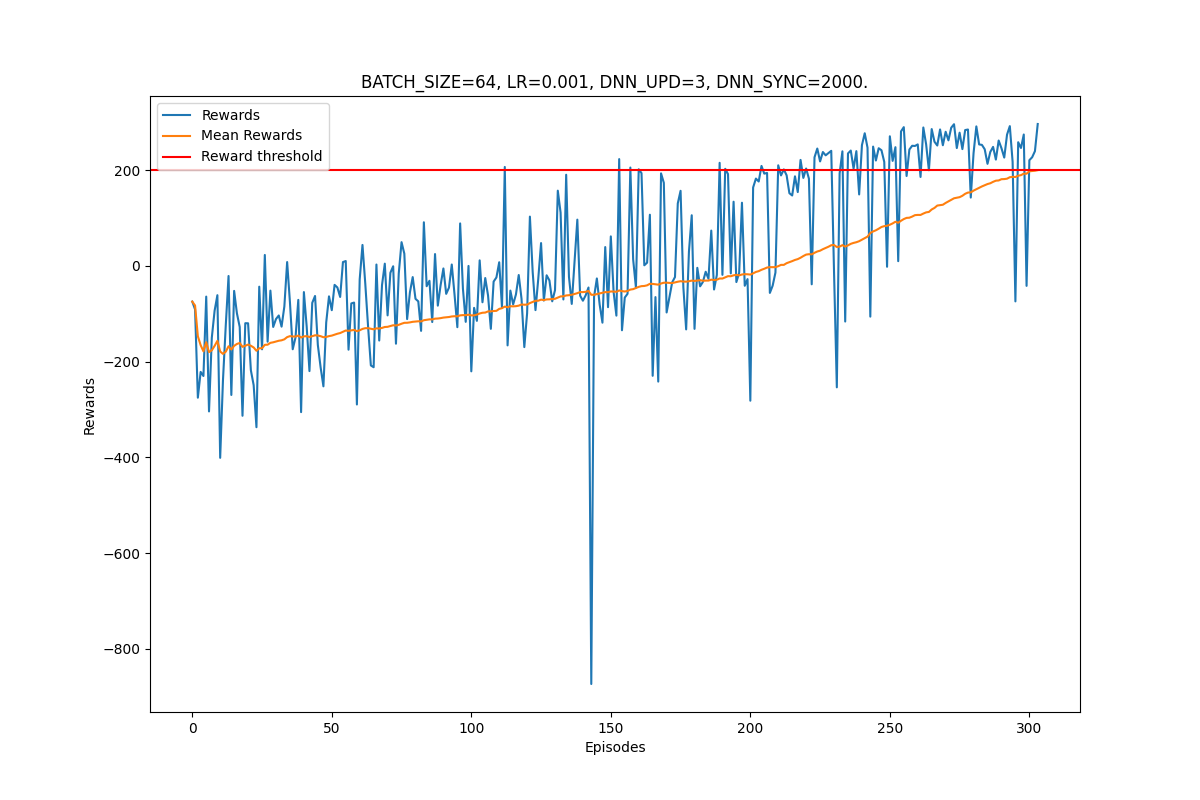 BATCH_SIZE=64, LR=0.001, DNN_UPD=3, DNN_SYNC=2000.
Rewards
Mean Rewards
Reward threshold
200
0
−200
−400
−600
−800
Rewards
0 50 100 150 200 250 300
Episodes